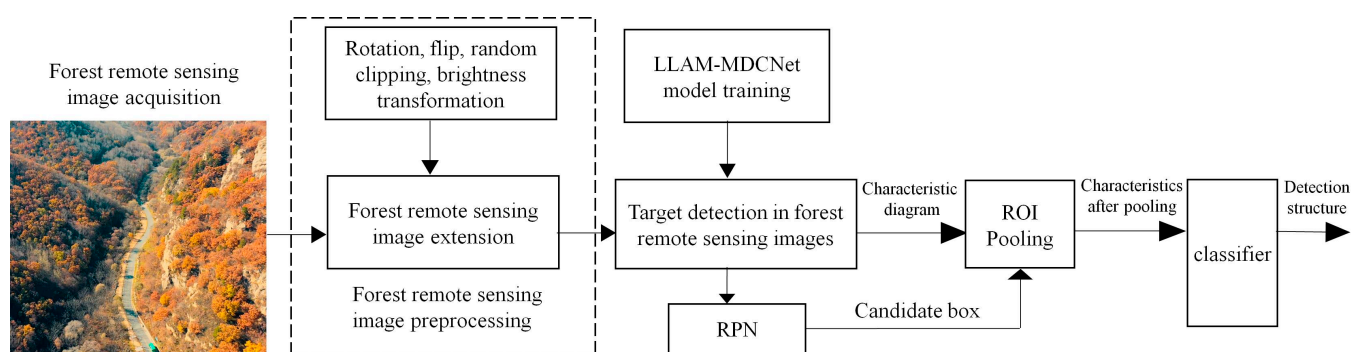 Forest remote sensing
image acquisition
Rotation, flip, random
clipping, brightness
transformation
Forest remote sensing
image extension
Forest remote sensing
image preprocessing
LLAM-MDCNet
model training
Target detection in forest
remote sensing images
RPN
Characteristic
diagram
Candidate box
ROI
Pooling
Characteristics
after pooling
classifier
Detection
structure